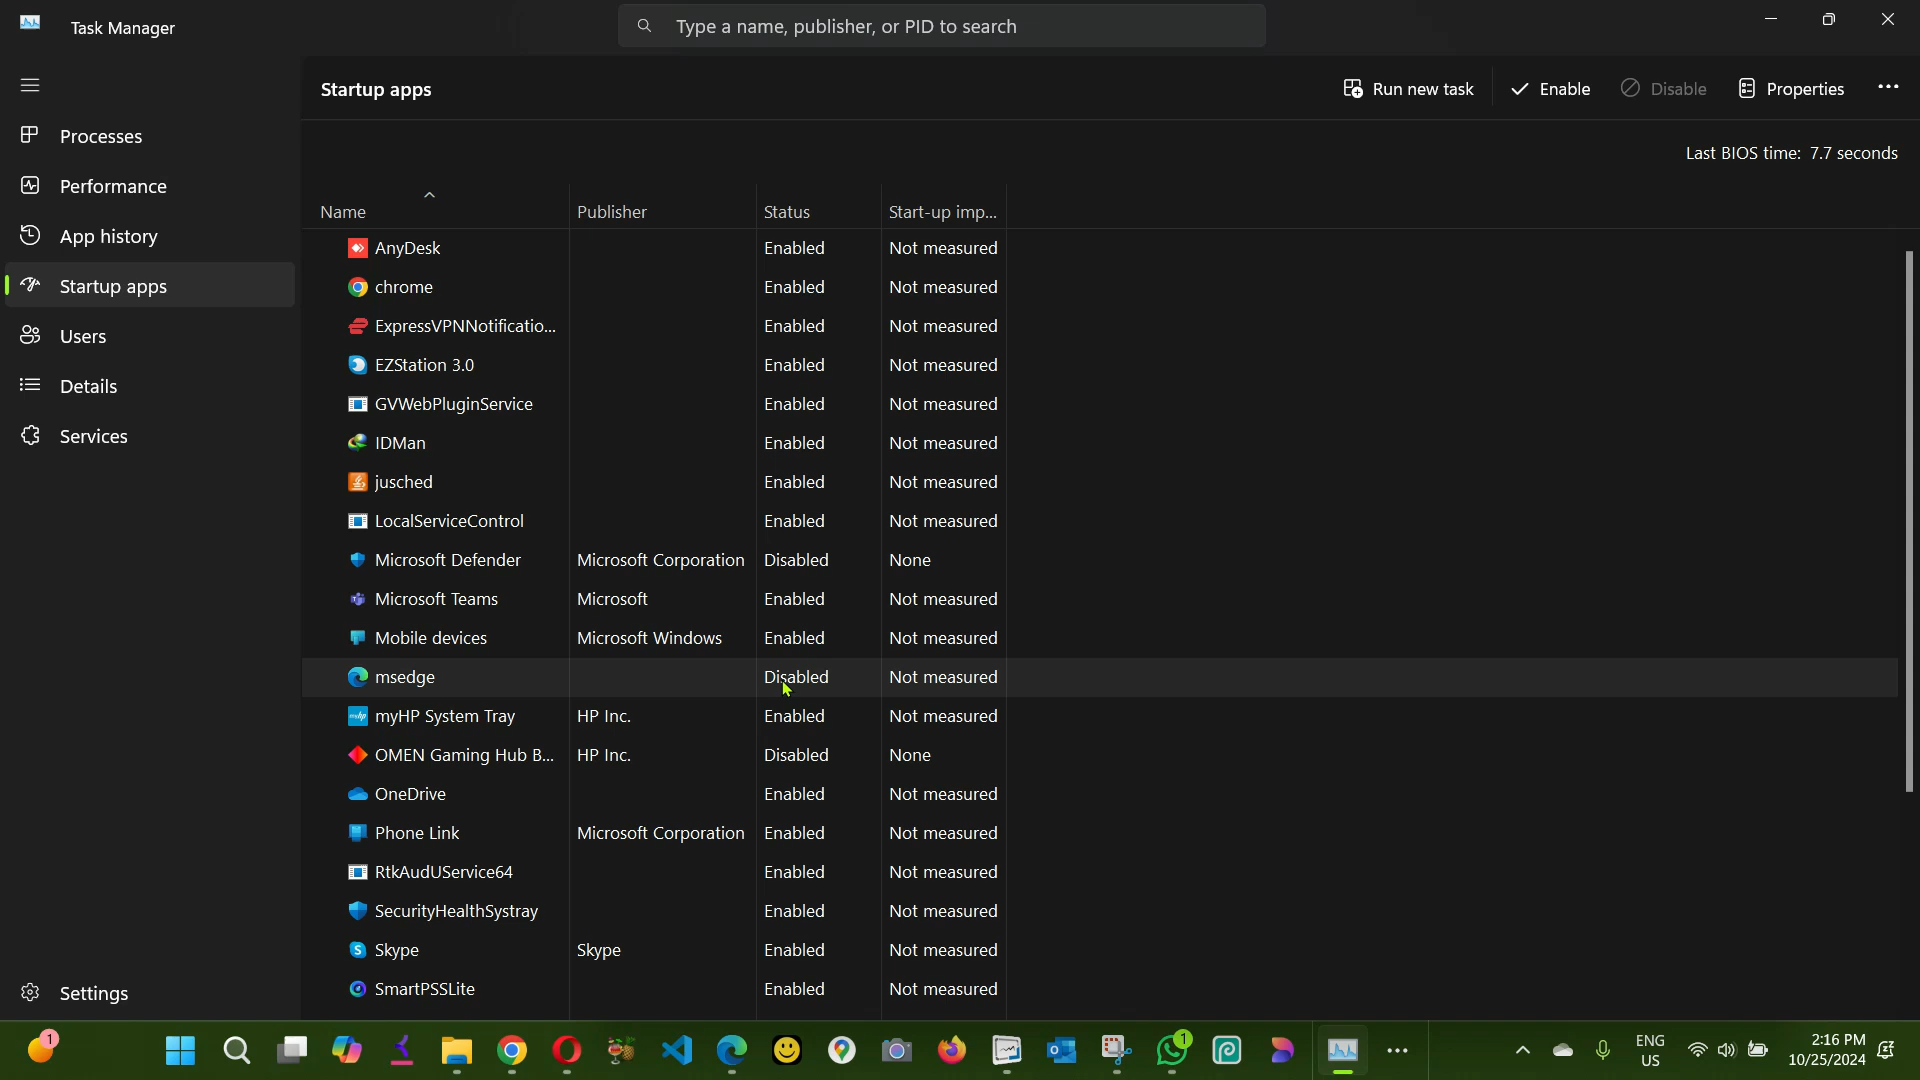 Task Manager
Type a name, publisher, or PID to search
Startup apps
Run new task
Enable
Disable
Properties
Last BIOS time: 7.7 seconds
Processes
Performance
App history
Startup apps
Users
Details
Services
Settings
Name Publisher Status Start-up imp...
AnyDesk Enabled Not measured
chrome Enabled Not measured
ExpressVPNNotificatio... Enabled Not measured
EZStation 3.0 Enabled Not measured
GVWebPluginService Enabled Not measured
IDMan Enabled Not measured
jusched Enabled Not measured
LocalServiceControl Enabled Not measured
Microsoft Defender Microsoft Corporation Disabled None
Microsoft Teams Microsoft Enabled Not measured
Mobile devices Microsoft Windows Enabled Not measured
msedge Disabled Not measured
myHP System Tray HP Inc. Enabled Not measured
OMEN Gaming Hub B... HP Inc. Disabled None
OneDrive Enabled Not measured
Phone Link Microsoft Corporation Enabled Not measured
RtkAudUService64 Enabled Not measured
SecurityHealthSystray Enabled Not measured
Skype Skype Enabled Not measured
SmartPSSLite Enabled Not measured
1
1
ENG
US
2:16 PM
10/25/2024